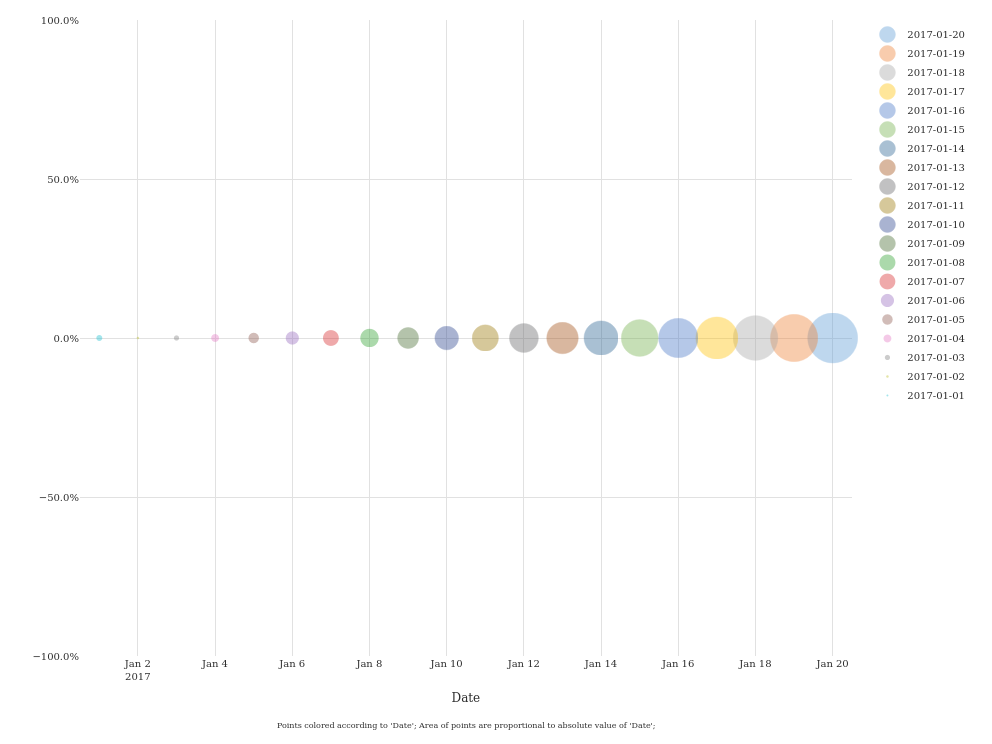 100.0%
50.0%
0.0%
−50.0%
−100.0%
Jan 2
2017
Jan 4
Jan 6
Jan 8
Jan 10
Jan 12
Jan 14
Jan 16
Jan 18
Jan 20
Date
Points colored according to 'Date'; Area of points are proportional to absolute value of 'Date';
2017-01-20
2017-01-19
2017-01-18
2017-01-17
2017-01-16
2017-01-15
2017-01-14
2017-01-13
2017-01-12
2017-01-11
2017-01-10
2017-01-09
2017-01-08
2017-01-07
2017-01-06
2017-01-05
2017-01-04
2017-01-03
2017-01-02
2017-01-01